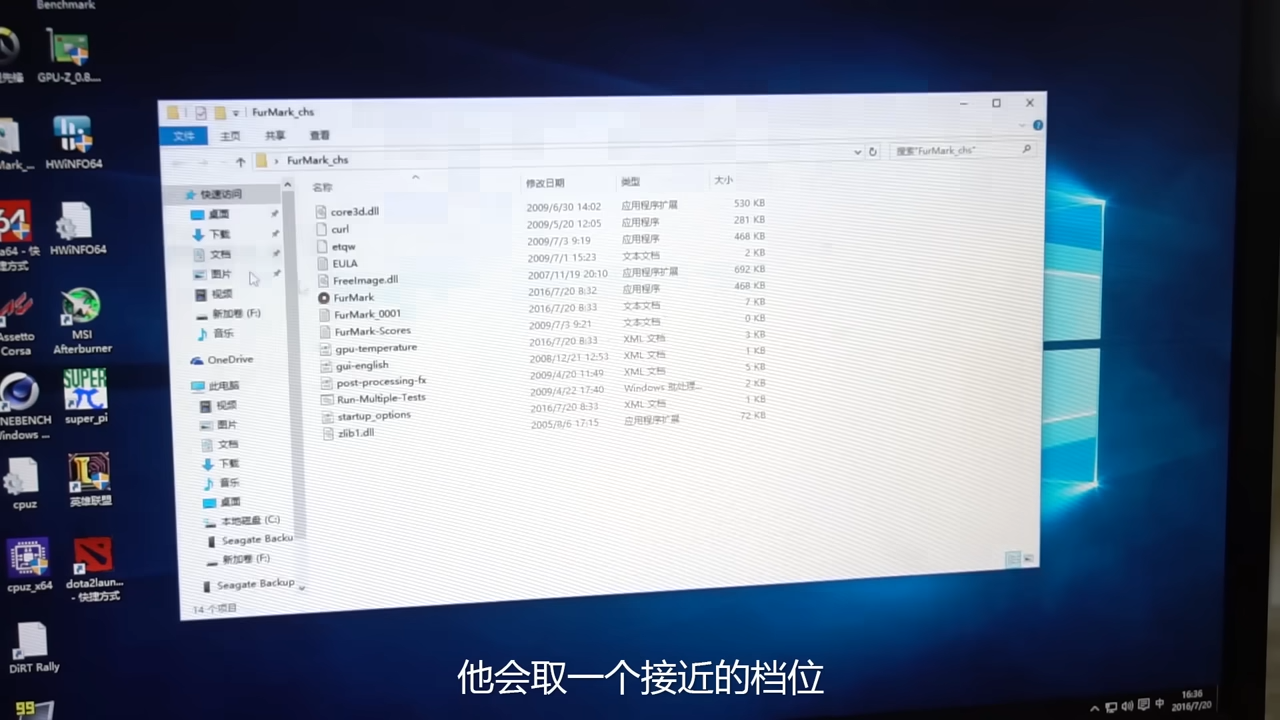 Benchmark
GPU-Z_0.8....
HWiNFO64
Mark_...
HWiNFO64
64 - 快
捷方式
MSI
Afterburner
Assetto
Corsa
SUPER
super_pi
NEBENCH
Windows ...
cpuz
英雄联盟
cpuz_x64
dota2laun...
- 快捷方式
DiRT Rally
99
FurMark_chs
文件 主页 共享 查看
FurMark_chs
搜索"FurMark_chs"
快速访问
桌面
下载
文档
图片
视频
新加卷 (F:)
音乐
OneDrive
此电脑
视频
图片
文档
下载
音乐
桌面
本地磁盘 (C:)
Seagate Backu
新加卷 (F:)
Seagate Backup
14 个项目
名称 修改日期 类型 大小
core3d.dll 2009/6/30 14:02 应用程序扩展 530 KB
curl 2009/5/20 12:05 应用程序 281 KB
etqw 2009/7/3 9:19 应用程序 468 KB
EULA 2009/7/1 15:23 文本文档 2 KB
FreeImage.dll 2007/11/19 20:10 应用程序扩展 692 KB
FurMark 2016/7/20 8:32 应用程序 468 KB
FurMark_0001 2016/7/20 8:33 文本文档 7 KB
FurMark-Scores 2009/7/3 9:21 文本文档 0 KB
gpu-temperature 2016/7/20 8:33 XML 文档 3 KB
gui-english 2008/12/21 12:53 XML 文档 1 KB
post-processing-fx 2009/4/20 11:49 XML 文档 5 KB
Run-Multiple-Tests 2009/4/22 17:40 Windows 批处理... 2 KB
startup_options 2016/7/20 8:33 XML 文档 1 KB
zlib1.dll 2005/8/6 17:15 应用程序扩展 72 KB
他会取一个接近的档位
中
16:36
2016/7/20